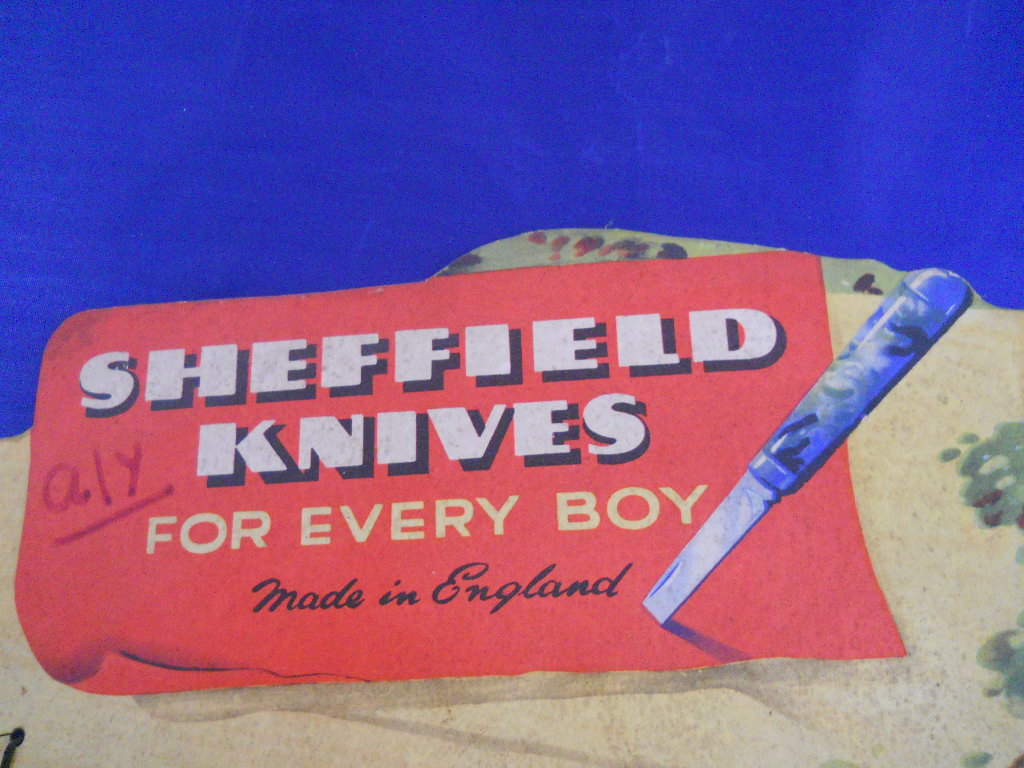 SHEFFIELD
KNIVES
a/y
FOR EVERY BOY
Made in England